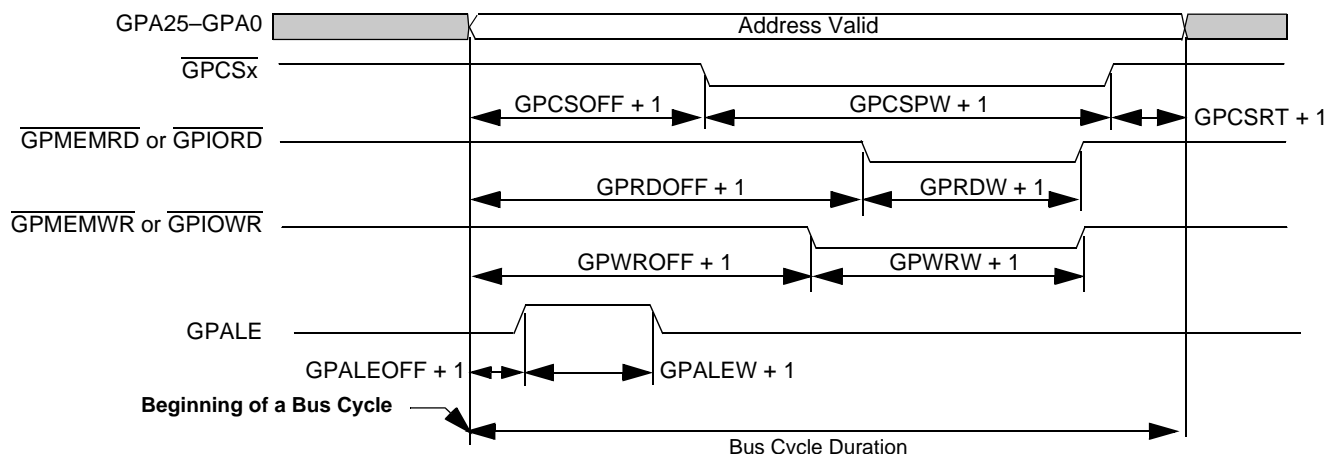 GPA25–GPA0
Address Valid
GPCSx
GPCSOFF + 1
GPCSPW + 1
GPCSRT + 1
GPMEMRD or GPIORD
GPRDOFF + 1
GPRDW + 1
GPMEMWR or GPIOWR
GPWROFF + 1
GPWRW + 1
GPALE
GPALEOFF + 1
GPALEW + 1
Beginning of a Bus Cycle
Bus Cycle Duration